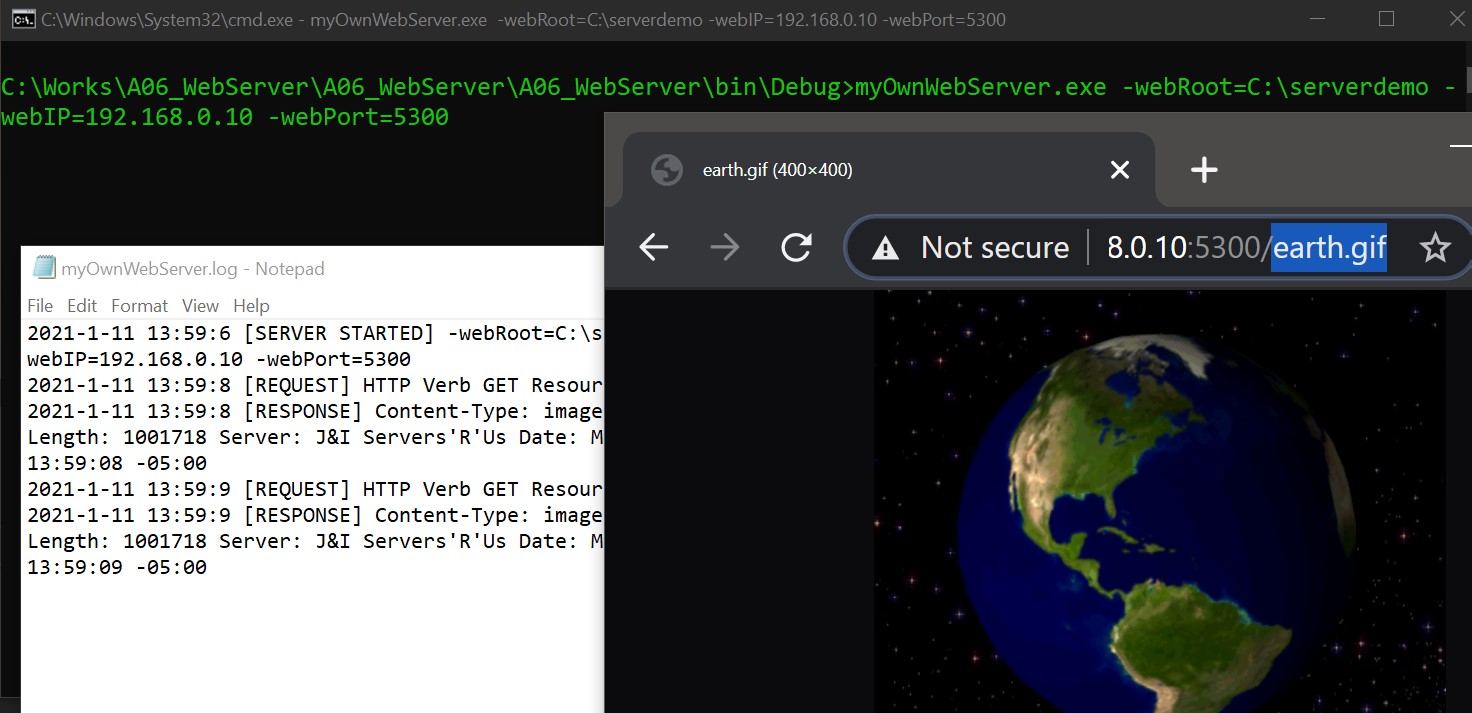 C:\Windows\System32\cmd.exe - myOwnWebServer.exe  -webRoot=C:\serverdemo -webIP=192.168.0.10 -webPort=5300
C:\Works\A06_WebServer\A06_WebServer\A06_WebServer\bin\Debug>myOwnWebServer.exe -webRoot=C:\serverdemo -
webIP=192.168.0.10 -webPort=5300
earth.gif (400×400)
Not secure
8.0.10:5300/earth.gif
myOwnWebServer.log - Notepad
File Edit Format View Help
2021-1-11 13:59:6 [SERVER STARTED] -webRoot=C:\s
webIP=192.168.0.10 -webPort=5300
2021-1-11 13:59:8 [REQUEST] HTTP Verb GET Resour
2021-1-11 13:59:8 [RESPONSE] Content-Type: image
Length: 1001718 Server: J&I Servers'R'Us Date: M
13:59:08 -05:00
2021-1-11 13:59:9 [REQUEST] HTTP Verb GET Resour
2021-1-11 13:59:9 [RESPONSE] Content-Type: image
Length: 1001718 Server: J&I Servers'R'Us Date: M
13:59:09 -05:00